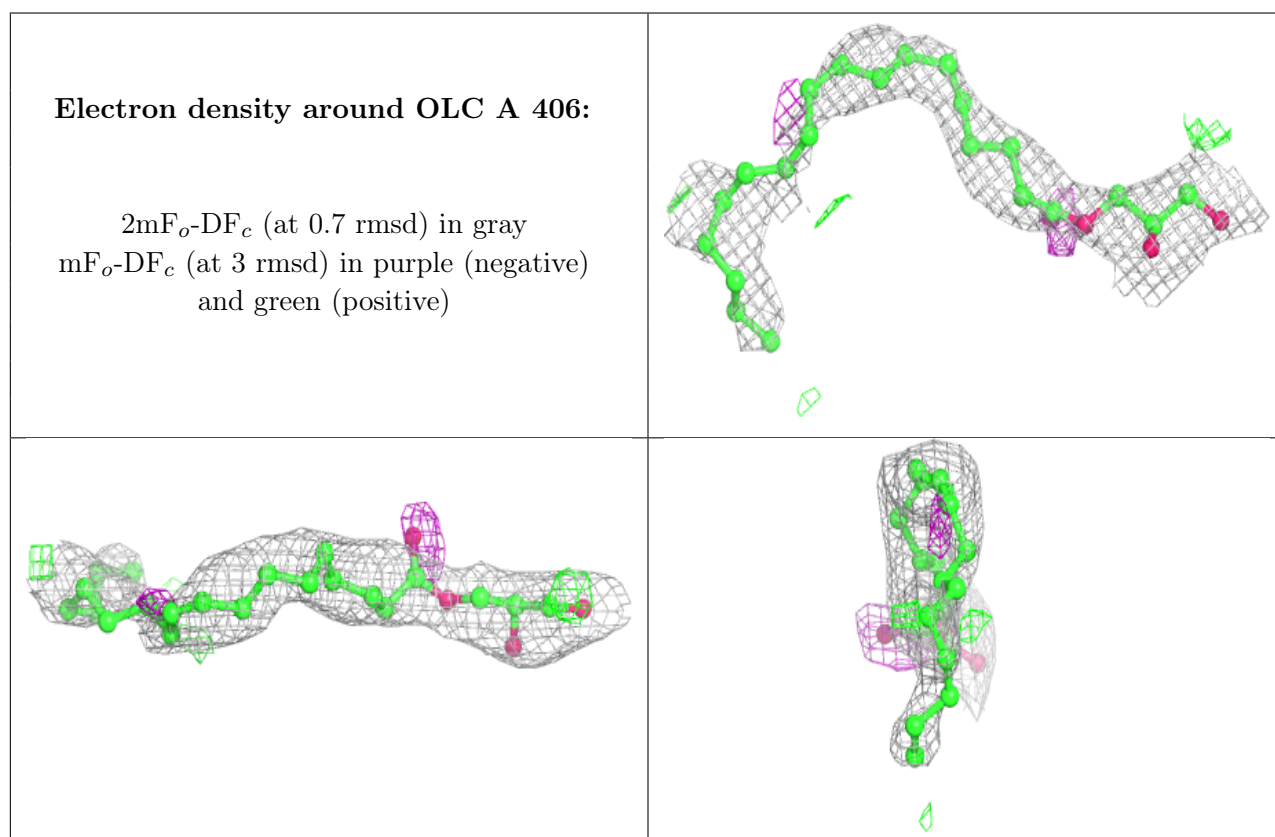 Electron density around OLC A 406:
2mFo-DFc (at 0.7 rmsd) in gray
mFo-DFc (at 3 rmsd) in purple (negative)
and green (positive)